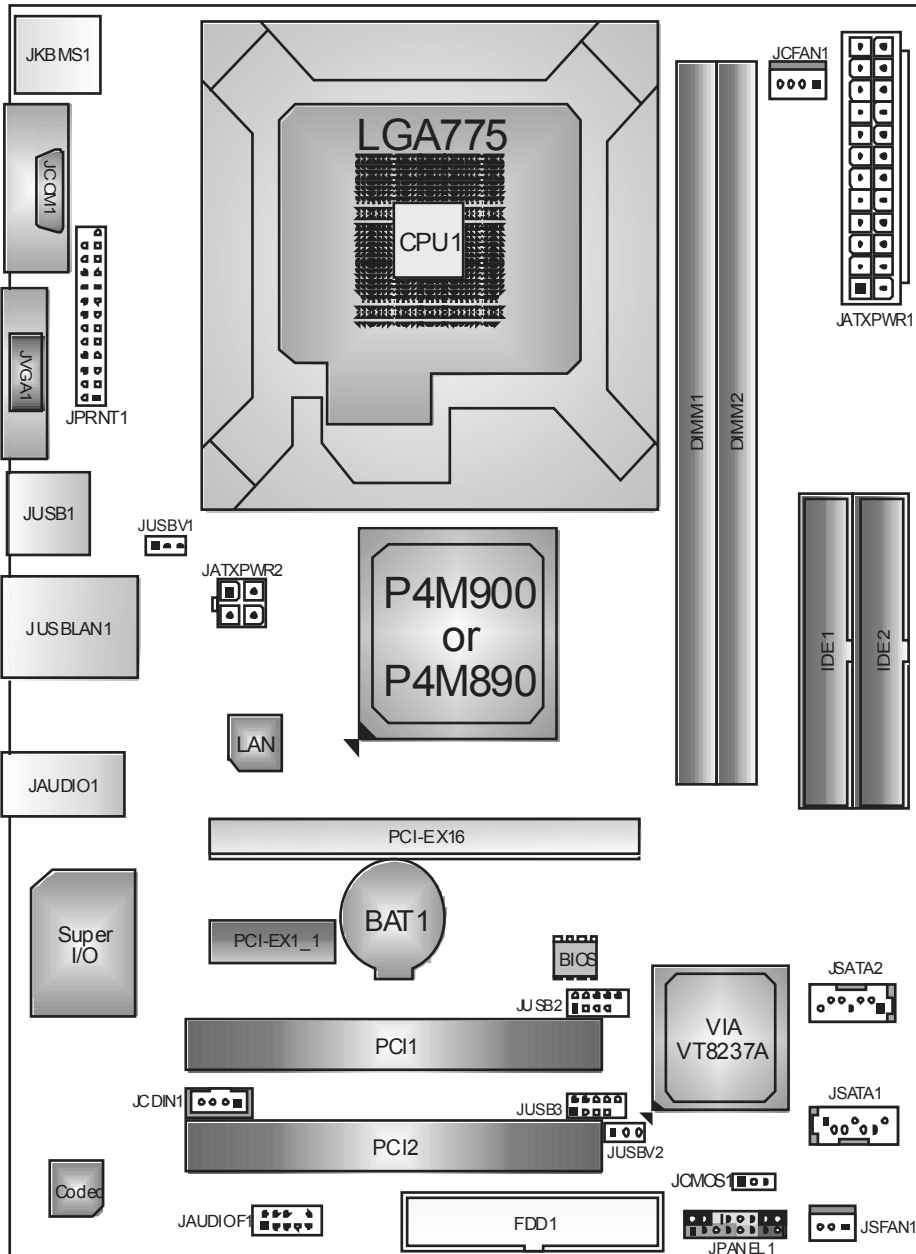 JKBMS1
JCFAN1
LGA775
CPU1
JCOM1
JATXPWR1
JVGA1
JPRNT1
DIMM1
DIMM2
JUSB1
JUSBV1
JATXPWR2
P4M900
or
P4M890
JUSBLAN1
IDE1
IDE2
LAN
JAUDIO1
PCI-EX16
BAT1
Super
I/O
PCI-EX1_1
BIOS
JSATA2
JUSB2
VIA
VT8237A
PCI1
JCDIN1
JUSB3
JSATA1
PCI2
JUSBV2
JCMOS1
Codec
JAUDIOF1
FDD1
JSFAN1
JPANEL1